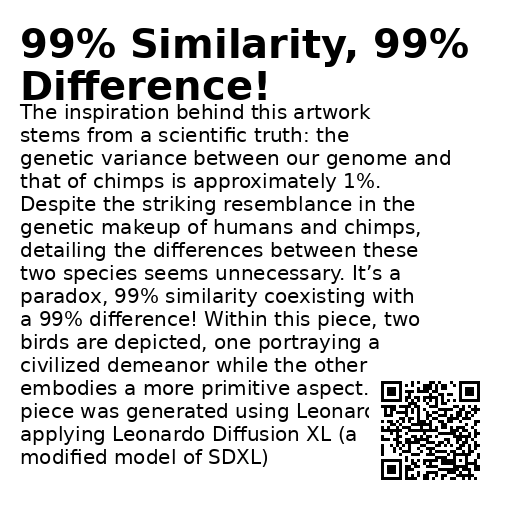 99% Similarity, 99%
Difference!
The inspiration behind this artwork
stems from a scientific truth: the
genetic variance between our genome and
that of chimps is approximately 1%.
Despite the striking resemblance in the
genetic makeup of humans and chimps,
detailing the differences between these
two species seems unnecessary. It’s a
paradox, 99% similarity coexisting with
a 99% difference! Within this piece, two
birds are depicted, one portraying a
civilized demeanor while the other
embodies a more primitive aspect.
piece was generated using
applying Leonardo Diffusion XL (a
modified model of SDXL)